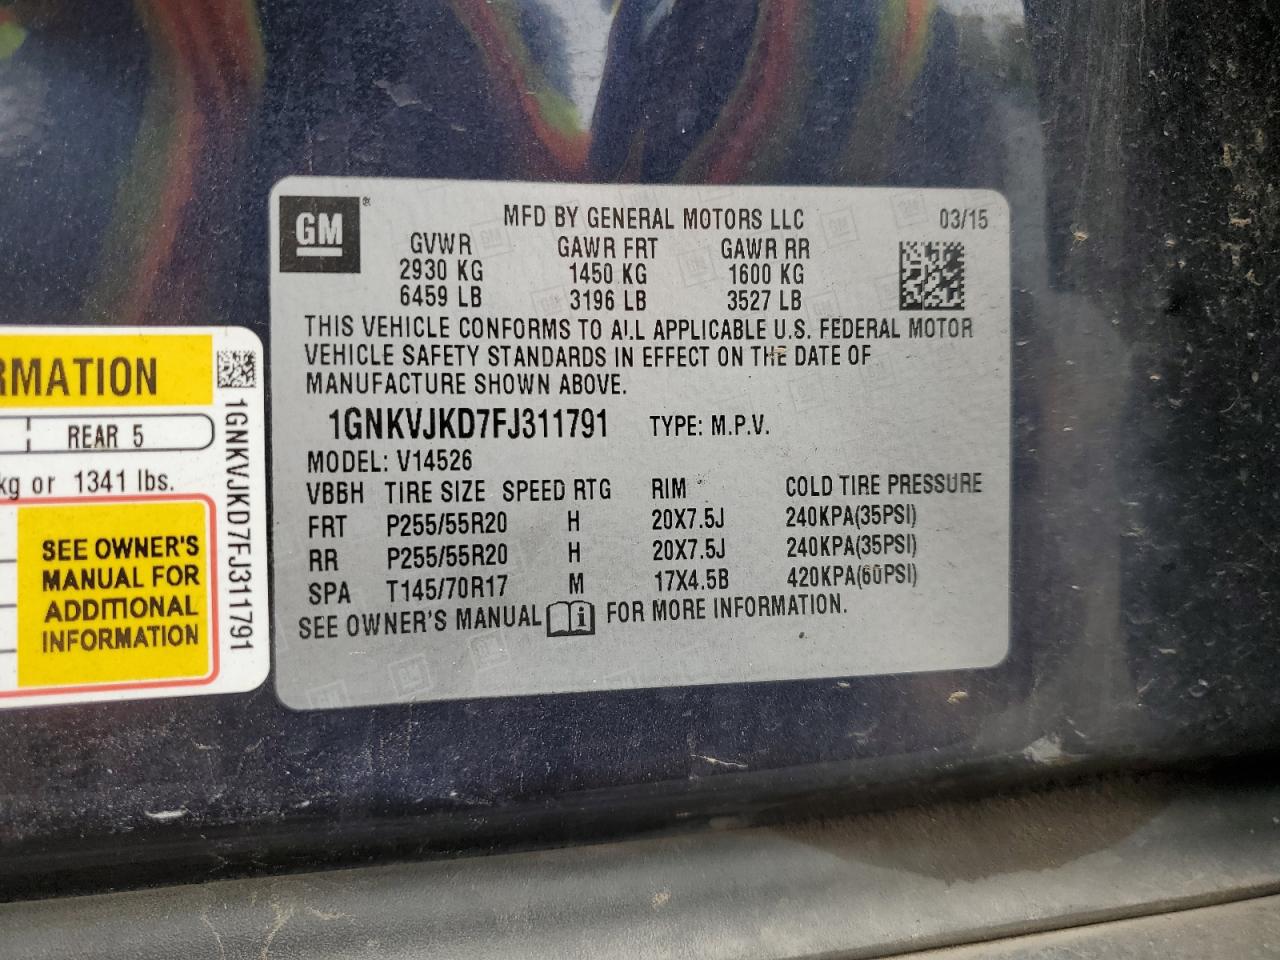 RMATION
REAR 5
kg or 1341 lbs.
SEE OWNER'S
MANUAL FOR
ADDITIONAL
INFORMATION
1GNKVJKD7FJ311791
GM®
MFD BY GENERAL MOTORS LLC 03/15
GVWR GAWR FRT GAWR RR
2930 KG 1450 KG 1600 KG
6459 LB 3196 LB 3527 LB
THIS VEHICLE CONFORMS TO ALL APPLICABLE U.S. FEDERAL MOTOR
VEHICLE SAFETY STANDARDS IN EFFECT ON THE DATE OF
MANUFACTURE SHOWN ABOVE.
1GNKVJKD7FJ311791 TYPE: M.P.V.
MODEL: V14526
VBBH TIRE SIZE SPEED RTG RIM COLD TIRE PRESSURE
FRT P255/55R20 H 20X7.5J 240KPA(35PSI)
RR P255/55R20 H 20X7.5J 240KPA(35PSI)
SPA T145/70R17 M 17X4.5B 420KPA(60PSI)
SEE OWNER'S MANUAL i FOR MORE INFORMATION.